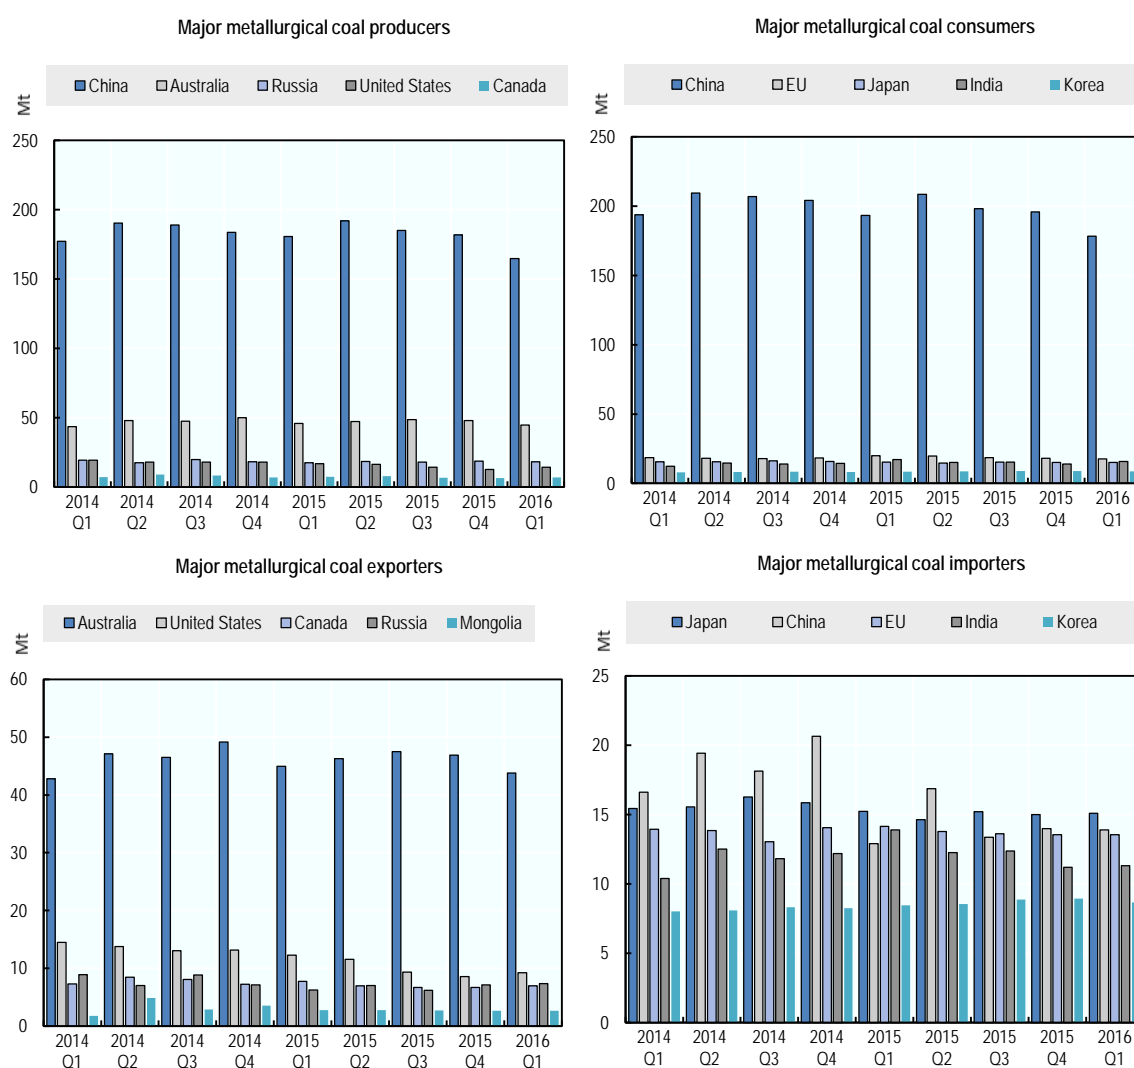 Major metallurgical coal producers
China Australia Russia United States Canada
Mt
250
200
150
100
50
0
2014 2014 2014 2014 2015 2015 2015 2015 2016
Q1 Q2 Q3 Q4 Q1 Q2 Q3 Q4 Q1
Major metallurgical coal consumers
China EU Japan India Korea
Mt
250
200
150
100
50
0
2014 2014 2014 2014 2015 2015 2015 2015 2016
Q1 Q2 Q3 Q4 Q1 Q2 Q3 Q4 Q1
Major metallurgical coal exporters
Australia United States Canada Russia Mongolia
Mt
60
50
40
30
20
10
0
2014 2014 2014 2014 2015 2015 2015 2015 2016
Q1 Q2 Q3 Q4 Q1 Q2 Q3 Q4 Q1
Major metallurgical coal importers
Japan China EU India Korea
Mt
25
20
15
10
5
0
2014 2014 2014 2014 2015 2015 2015 2015 2016
Q1 Q2 Q3 Q4 Q1 Q2 Q3 Q4 Q1